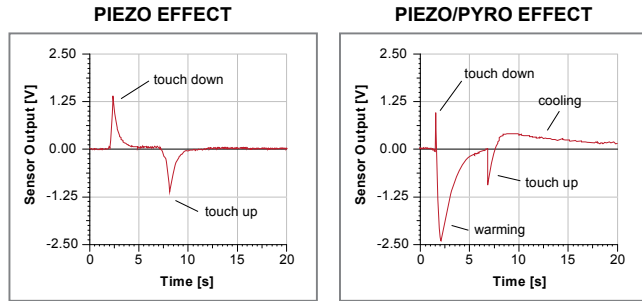 PIEZO EFFECT
Sensor Output [V]
2.50
1.25
0.00
-1.25
-2.50
touch down
touch up
0 5 10 15 20
Time [s]
PIEZO/PYRO EFFECT
Sensor Output [V]
2.50
1.25
0.00
-1.25
-2.50
touch down
cooling
touch up
warming
0 5 10 15 20
Time [s]